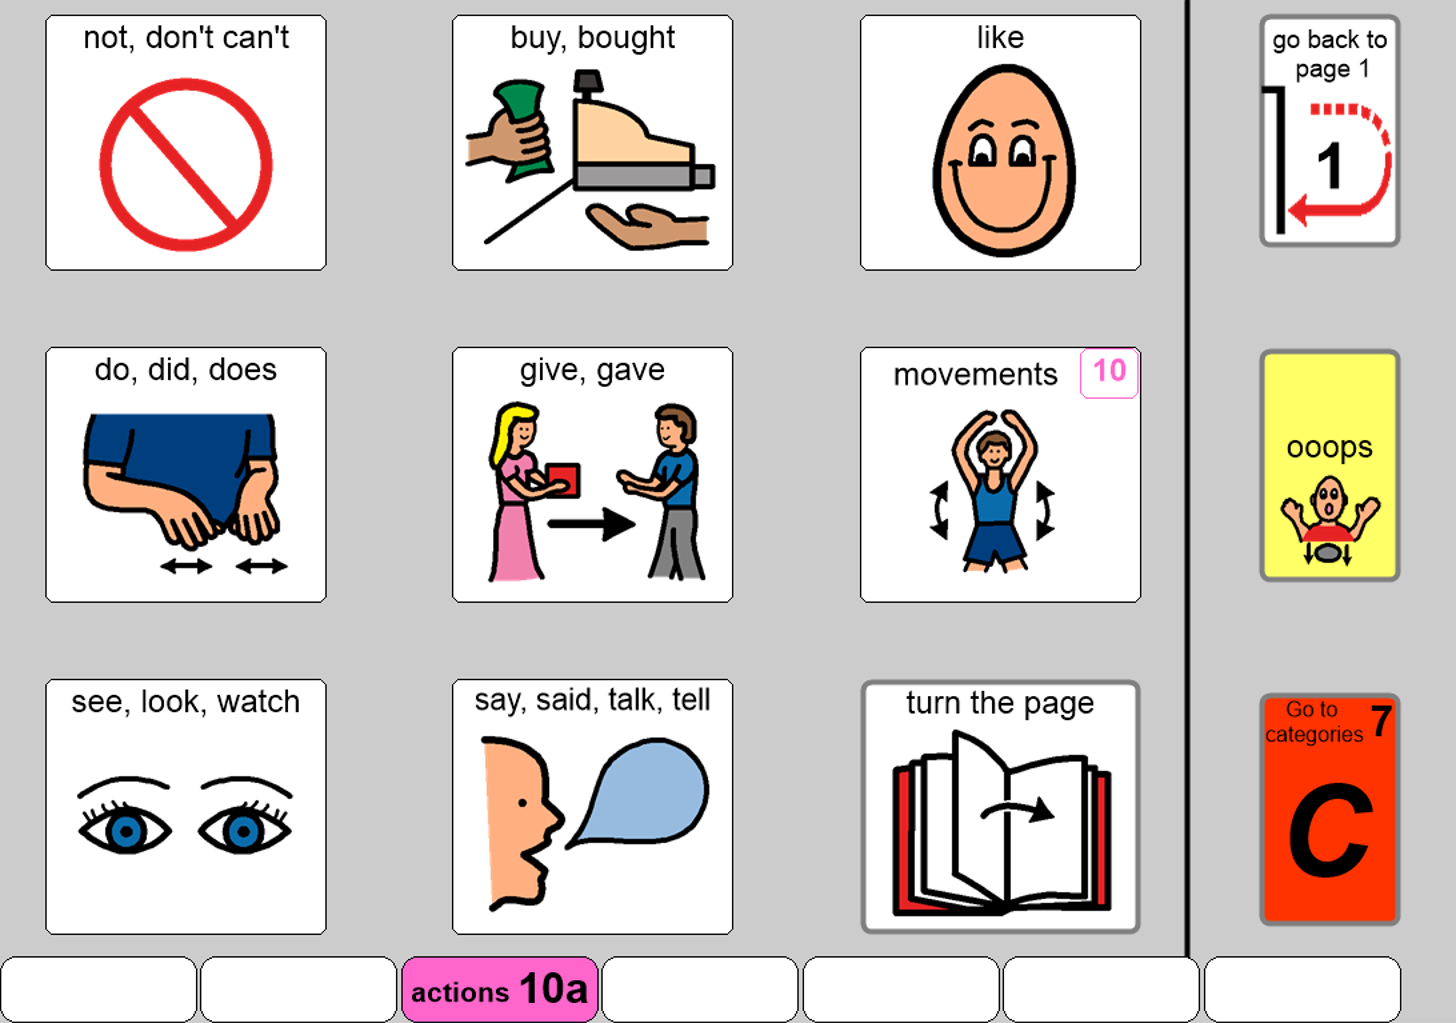 not, don't can't
buy, bought
like
go back to
page 1
1
do, did, does
give, gave
movements 10
ooops
see, look, watch
say, said, talk, tell
turn the page
Go to
categories 7
C
actions 10a